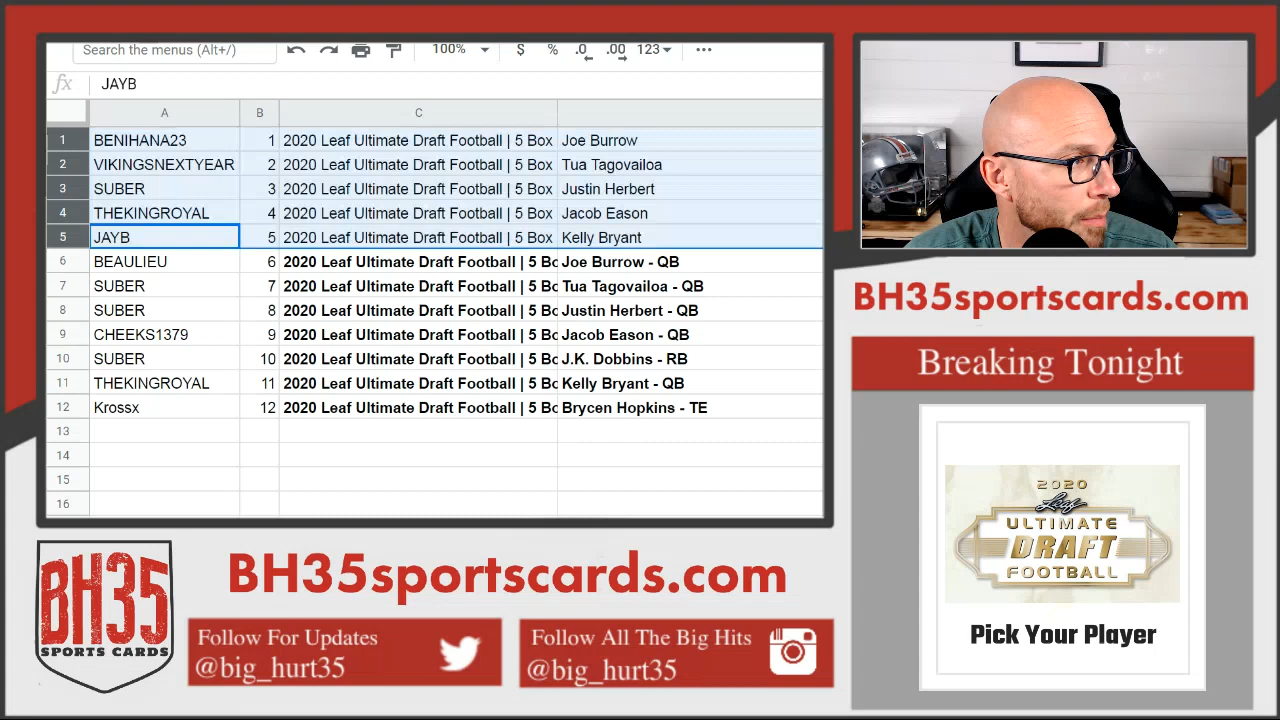 Search the menus (Alt+/)
100%
$ % .0 .00 123
fx JAYB
A B C
1 BENIHANA23 1 2020 Leaf Ultimate Draft Football | 5 Box Joe Burrow
2 VIKINGSNEXTYEAR 2 2020 Leaf Ultimate Draft Football | 5 Box Tua Tagovailoa
3 SUBER 3 2020 Leaf Ultimate Draft Football | 5 Box Justin Herbert
4 THEKINGROYAL 4 2020 Leaf Ultimate Draft Football | 5 Box Jacob Eason
5 JAYB 5 2020 Leaf Ultimate Draft Football | 5 Box Kelly Bryant
6 BEAULIEU 6 2020 Leaf Ultimate Draft Football | 5 Bo Joe Burrow - QB
7 SUBER 7 2020 Leaf Ultimate Draft Football | 5 Bo Tua Tagovailoa - QB
8 SUBER 8 2020 Leaf Ultimate Draft Football | 5 Bo Justin Herbert - QB
9 CHEEKS1379 9 2020 Leaf Ultimate Draft Football | 5 Bo Jacob Eason - QB
10 SUBER 10 2020 Leaf Ultimate Draft Football | 5 Bo J.K. Dobbins - RB
11 THEKINGROYAL 11 2020 Leaf Ultimate Draft Football | 5 Bo Kelly Bryant - QB
12 Krossx 12 2020 Leaf Ultimate Draft Football | 5 Bo Brycen Hopkins - TE
13
14
15
16
BH35sportscards.com
Breaking Tonight
2020
Leaf
ULTIMATE
DRAFT
FOOTBALL
Pick Your Player
BH35
SPORTS CARDS
BH35sportscards.com
Follow For Updates
@big_hurt35
Follow All The Big Hits
@big_hurt35